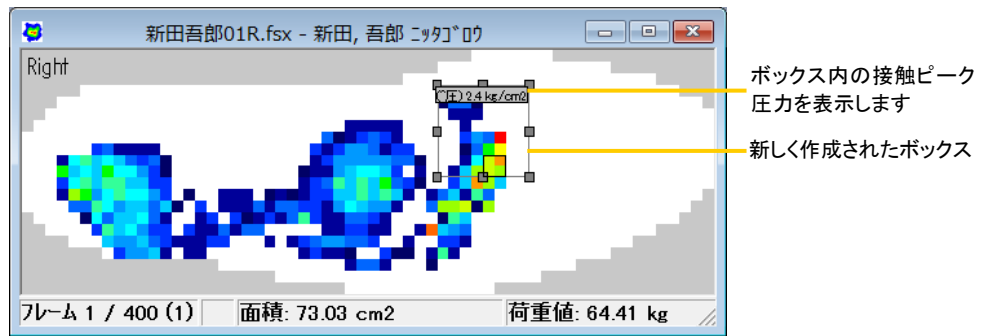 新田吾郎01R.fsx - 新田, 吾郎 ﾆｯﾀｺﾞﾛｳ
Right
圧) 2.4 kg/cm2
ボックス内の接触ピーク
圧力を表示します
新しく作成されたボックス
フレーム 1 / 400 (1)
面積: 73.03 cm2
荷重値: 64.41 kg